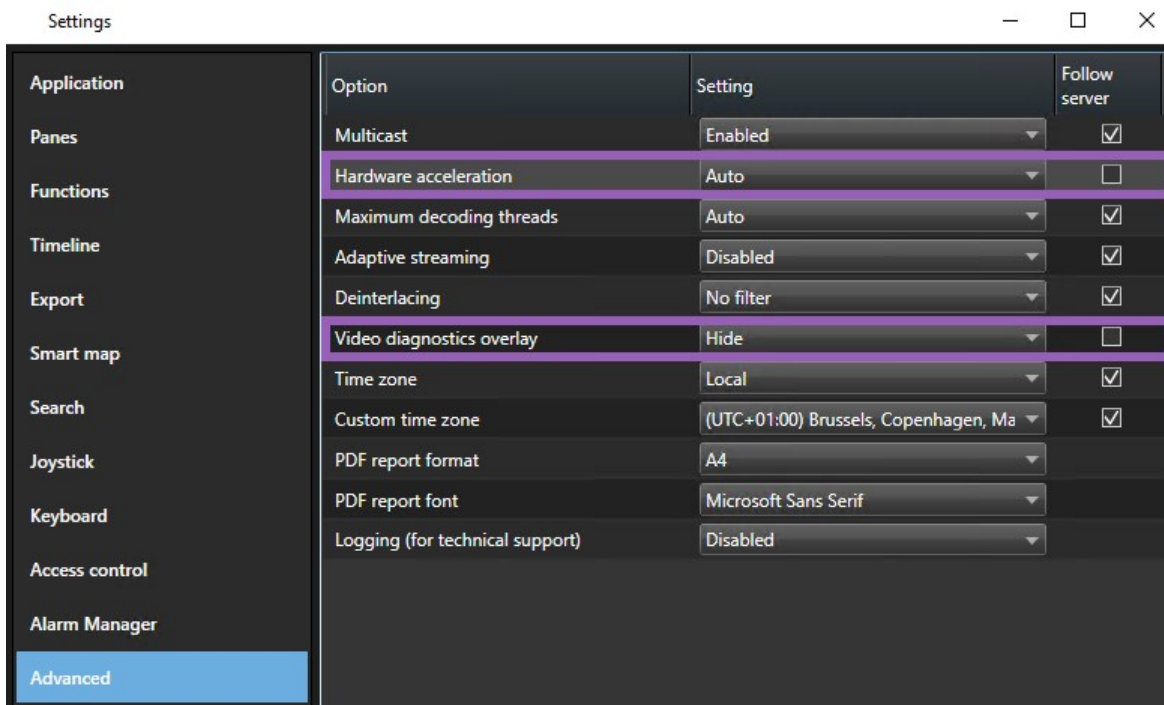 Settings
Application
Panes
Functions
Timeline
Export
Smart map
Search
Joystick
Keyboard
Access control
Alarm Manager
Advanced
Option Setting Follow server
Multicast Enabled
Hardware acceleration Auto
Maximum decoding threads Auto
Adaptive streaming Disabled
Deinterlacing No filter
Video diagnostics overlay Hide
Time zone Local
Custom time zone (UTC+01:00) Brussels, Copenhagen, Ma
PDF report format A4
PDF report font Microsoft Sans Serif
Logging (for technical support) Disabled